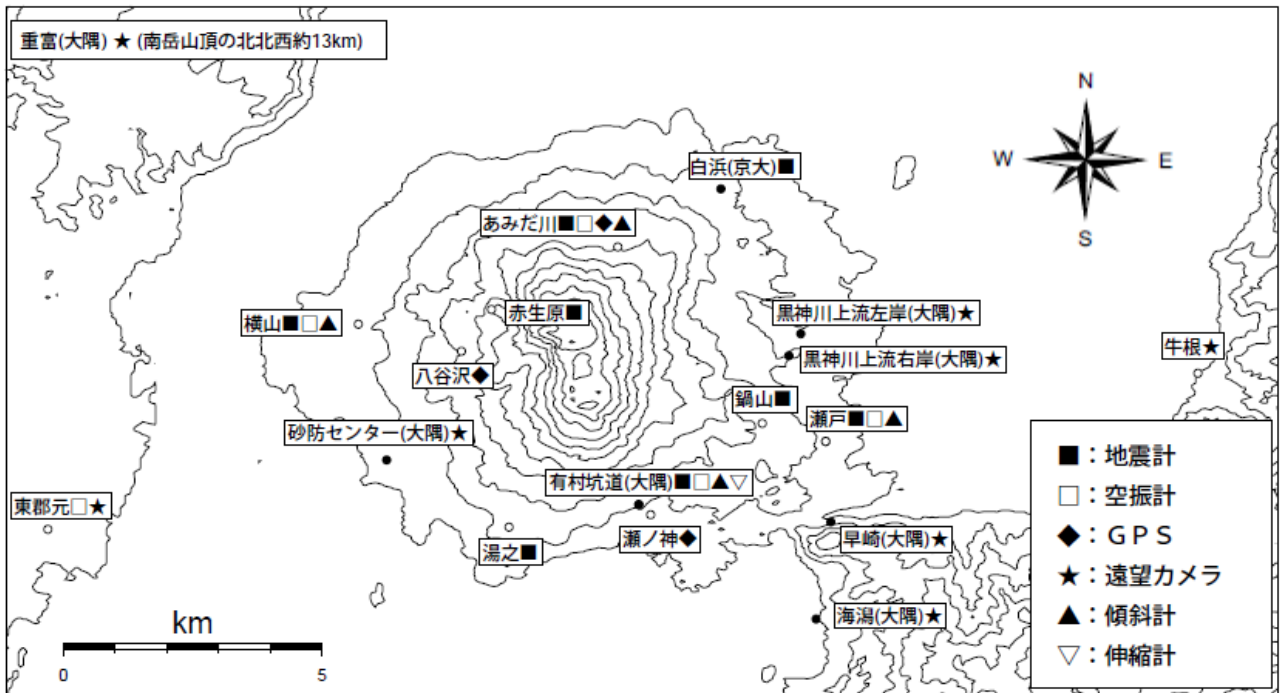 重富(大隅) ★ (南岳山頂の北北西約13km)
N
W
E
S
白浜(京大)■
あみだ川■□◆▲
赤生原■
横山■□▲
黒神川上流左岸(大隅)★
黒神川上流右岸(大隅)★
牛根★
八谷沢◆
鍋山■
瀬戸■□▲
砂防センター(大隅)★
有村坑道(大隅)■□▲▽
東郡元□★
湯之■
瀬ノ神◆
早崎(大隅)★
海潟(大隅)★
km
0 5
■：地震計
□：空振計
◆：ＧＰＳ
★：遠望カメラ
▲：傾斜計
▽：伸縮計